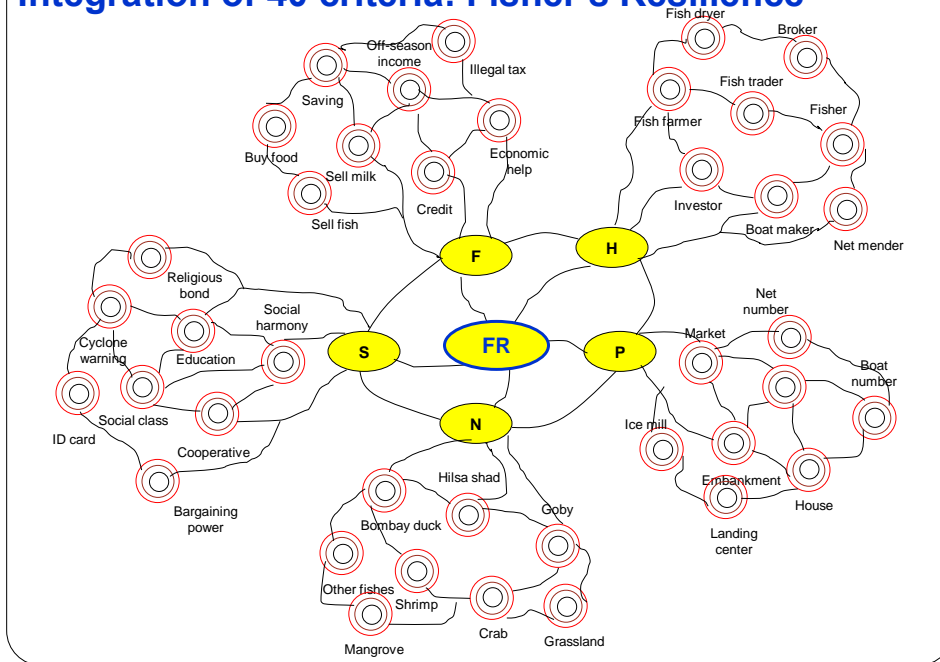 Integration of 40 criteria: Fisher's Resilience
Fish dryer
Broker
Off-season
income
Illegal tax
Saving
Fish trader
Fisher
Fish farmer
Buy food
Economic
help
Sell milk
Credit
Sell fish
Investor
Boat maker
Net mender
F
H
Religious
bond
Social
harmony
Cyclone
warning
Education
S
FR
P
Net
number
Market
Boat
number
Social class
ID card
Cooperative
N
Ice mill
Embankment
House
Bargaining
power
Hilsa shad
Bombay duck
Goby
Landing
center
Other fishes
Shrimp
Mangrove
Crab
Grassland